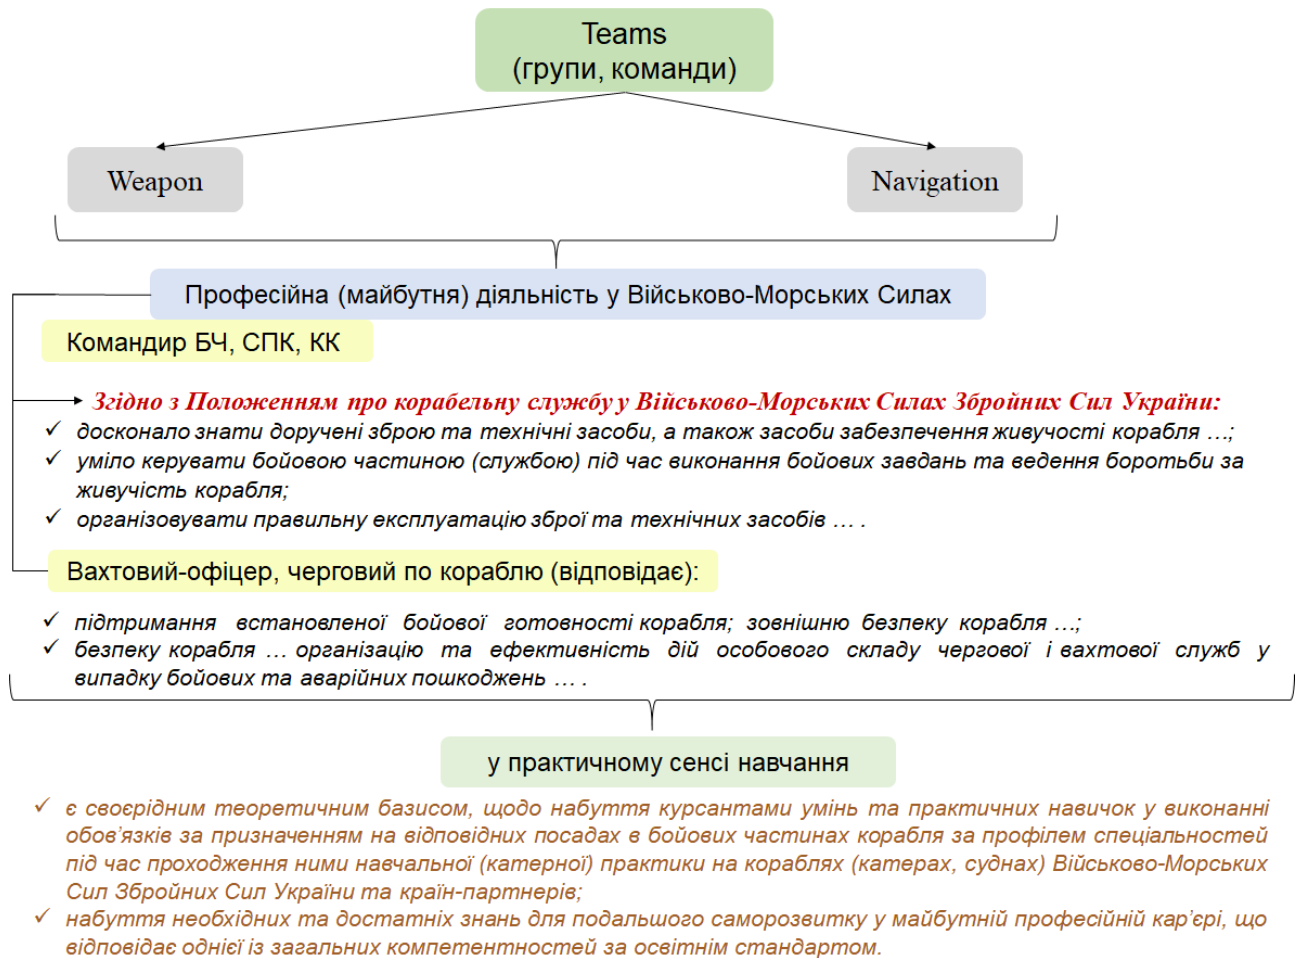 Teams
(групи, команди)
Weapon
Navigation
Професійна (майбутня) діяльність у Військово-Морських Силах
Командир БЧ, СПК, КК
Згідно з Положенням про корабельну службу у Військово-Морських Силах Збройних Сил України:
✓ досконало знати доручені зброю та технічні засоби, а також засоби забезпечення живучості корабля …;
✓ уміло керувати бойовою частиною (службою) під час виконання бойових завдань та ведення боротьби за
живучість корабля;
✓ організовувати правильну експлуатацію зброї та технічних засобів … .
Вахтовий-офіцер, черговий по кораблю (відповідає):
✓ підтримання встановленої бойової готовності корабля; зовнішню безпеку корабля …;
✓ безпеку корабля … організацію та ефективність дій особового складу чергової і вахтової служб у
випадку бойових та аварійних пошкоджень … .
у практичному сенсі навчання
✓ є своєрідним теоретичним базисом, щодо набуття курсантами умінь та практичних навичок у виконанні
обов’язків за призначенням на відповідних посадах в бойових частинах корабля за профілем спеціальностей
під час проходження ними навчальної (катерної) практики на кораблях (катерах, суднах) Військово-Морських
Сил Збройних Сил України та країн-партнерів;
✓ набуття необхідних та достатніх знань для подальшого саморозвитку у майбутній професійній кар’єрі, що
відповідає однієї із загальних компетентностей за освітнім стандартом.